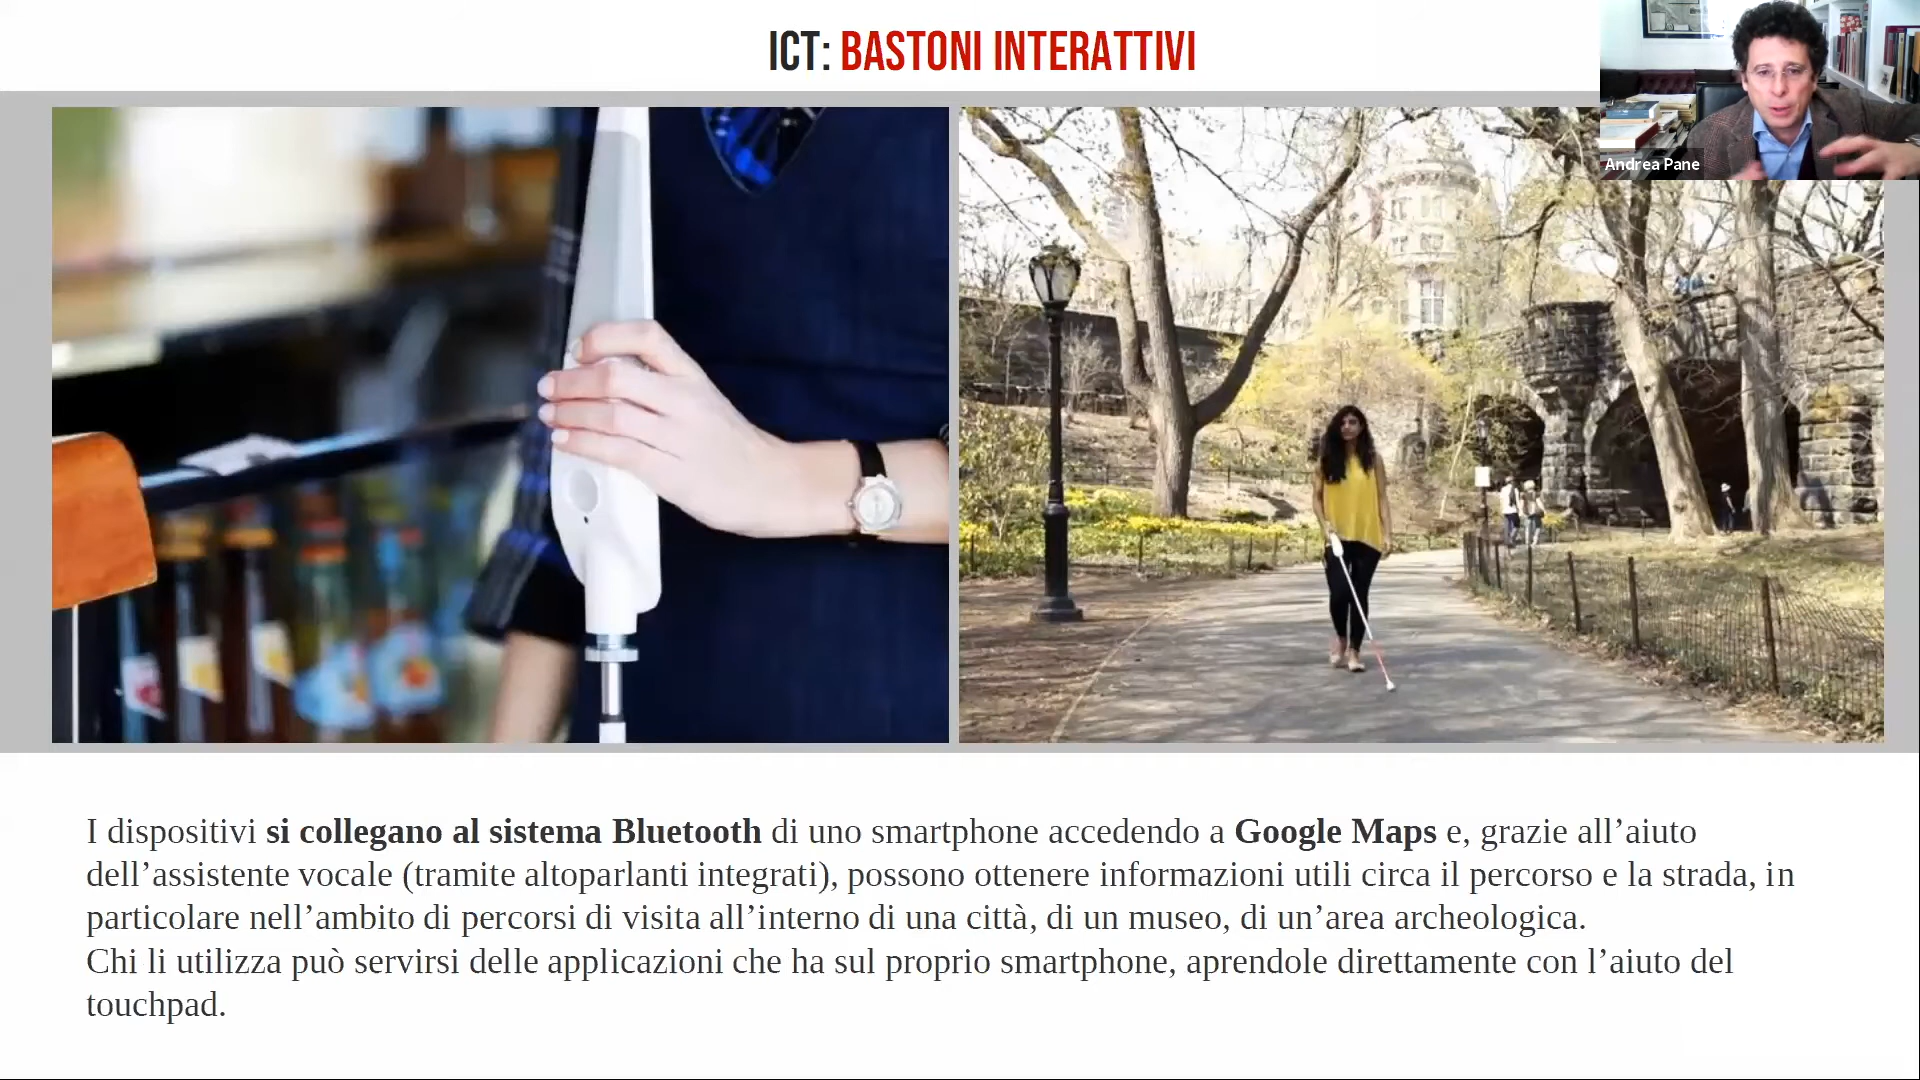 ICT: BASTONI INTERATTIVI
Andrea Pane
I dispositivi si collegano al sistema Bluetooth di uno smartphone accedendo a Google Maps e, grazie all’aiuto
dell’assistente vocale (tramite altoparlanti integrati), possono ottenere informazioni utili circa il percorso e la strada, in
particolare nell’ambito di percorsi di visita all’interno di una città, di un museo, di un’area archeologica.
Chi li utilizza può servirsi delle applicazioni che ha sul proprio smartphone, aprendole direttamente con l’aiuto del
touchpad.